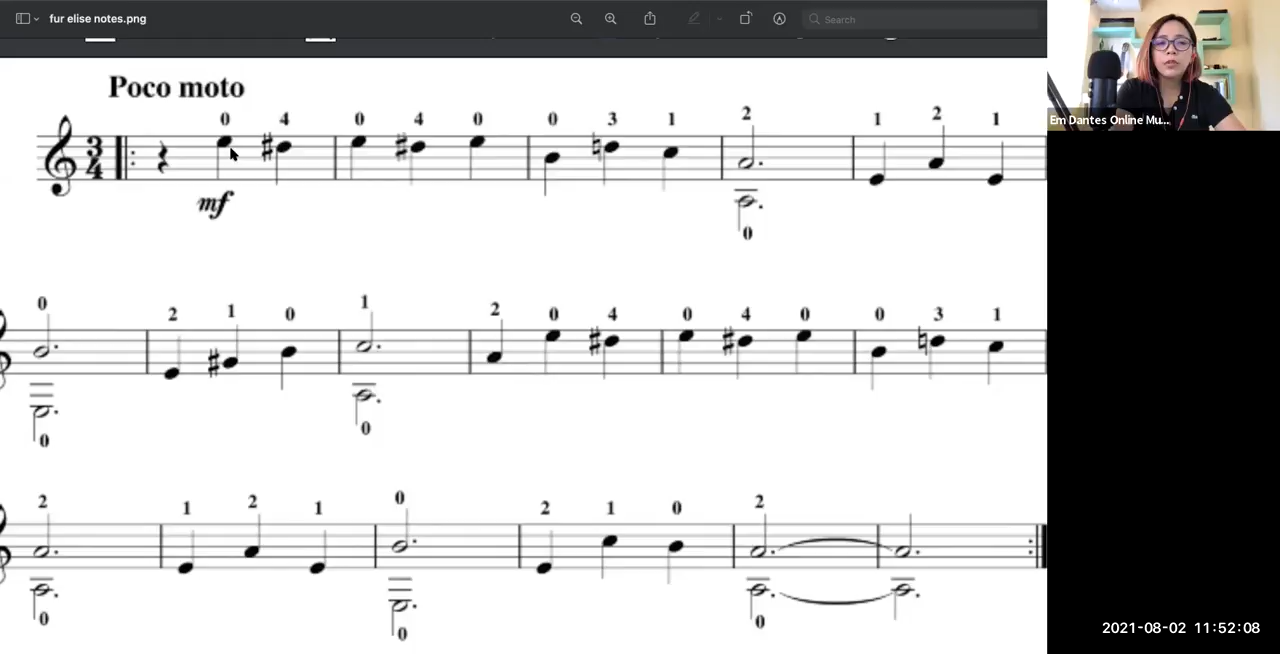 fur elise notes.png
Search
Em Dantes Online Mu...
Poco moto
0 4 0 4 0 0 3 1 2 1 2 1
3
4
mf
0
0 2 1 0 1 2 0 4 0 4 0 0 3 1
0 0
2 1 2 1 0 2 1 0 2
0 0 0
2021-08-02 11:52:08